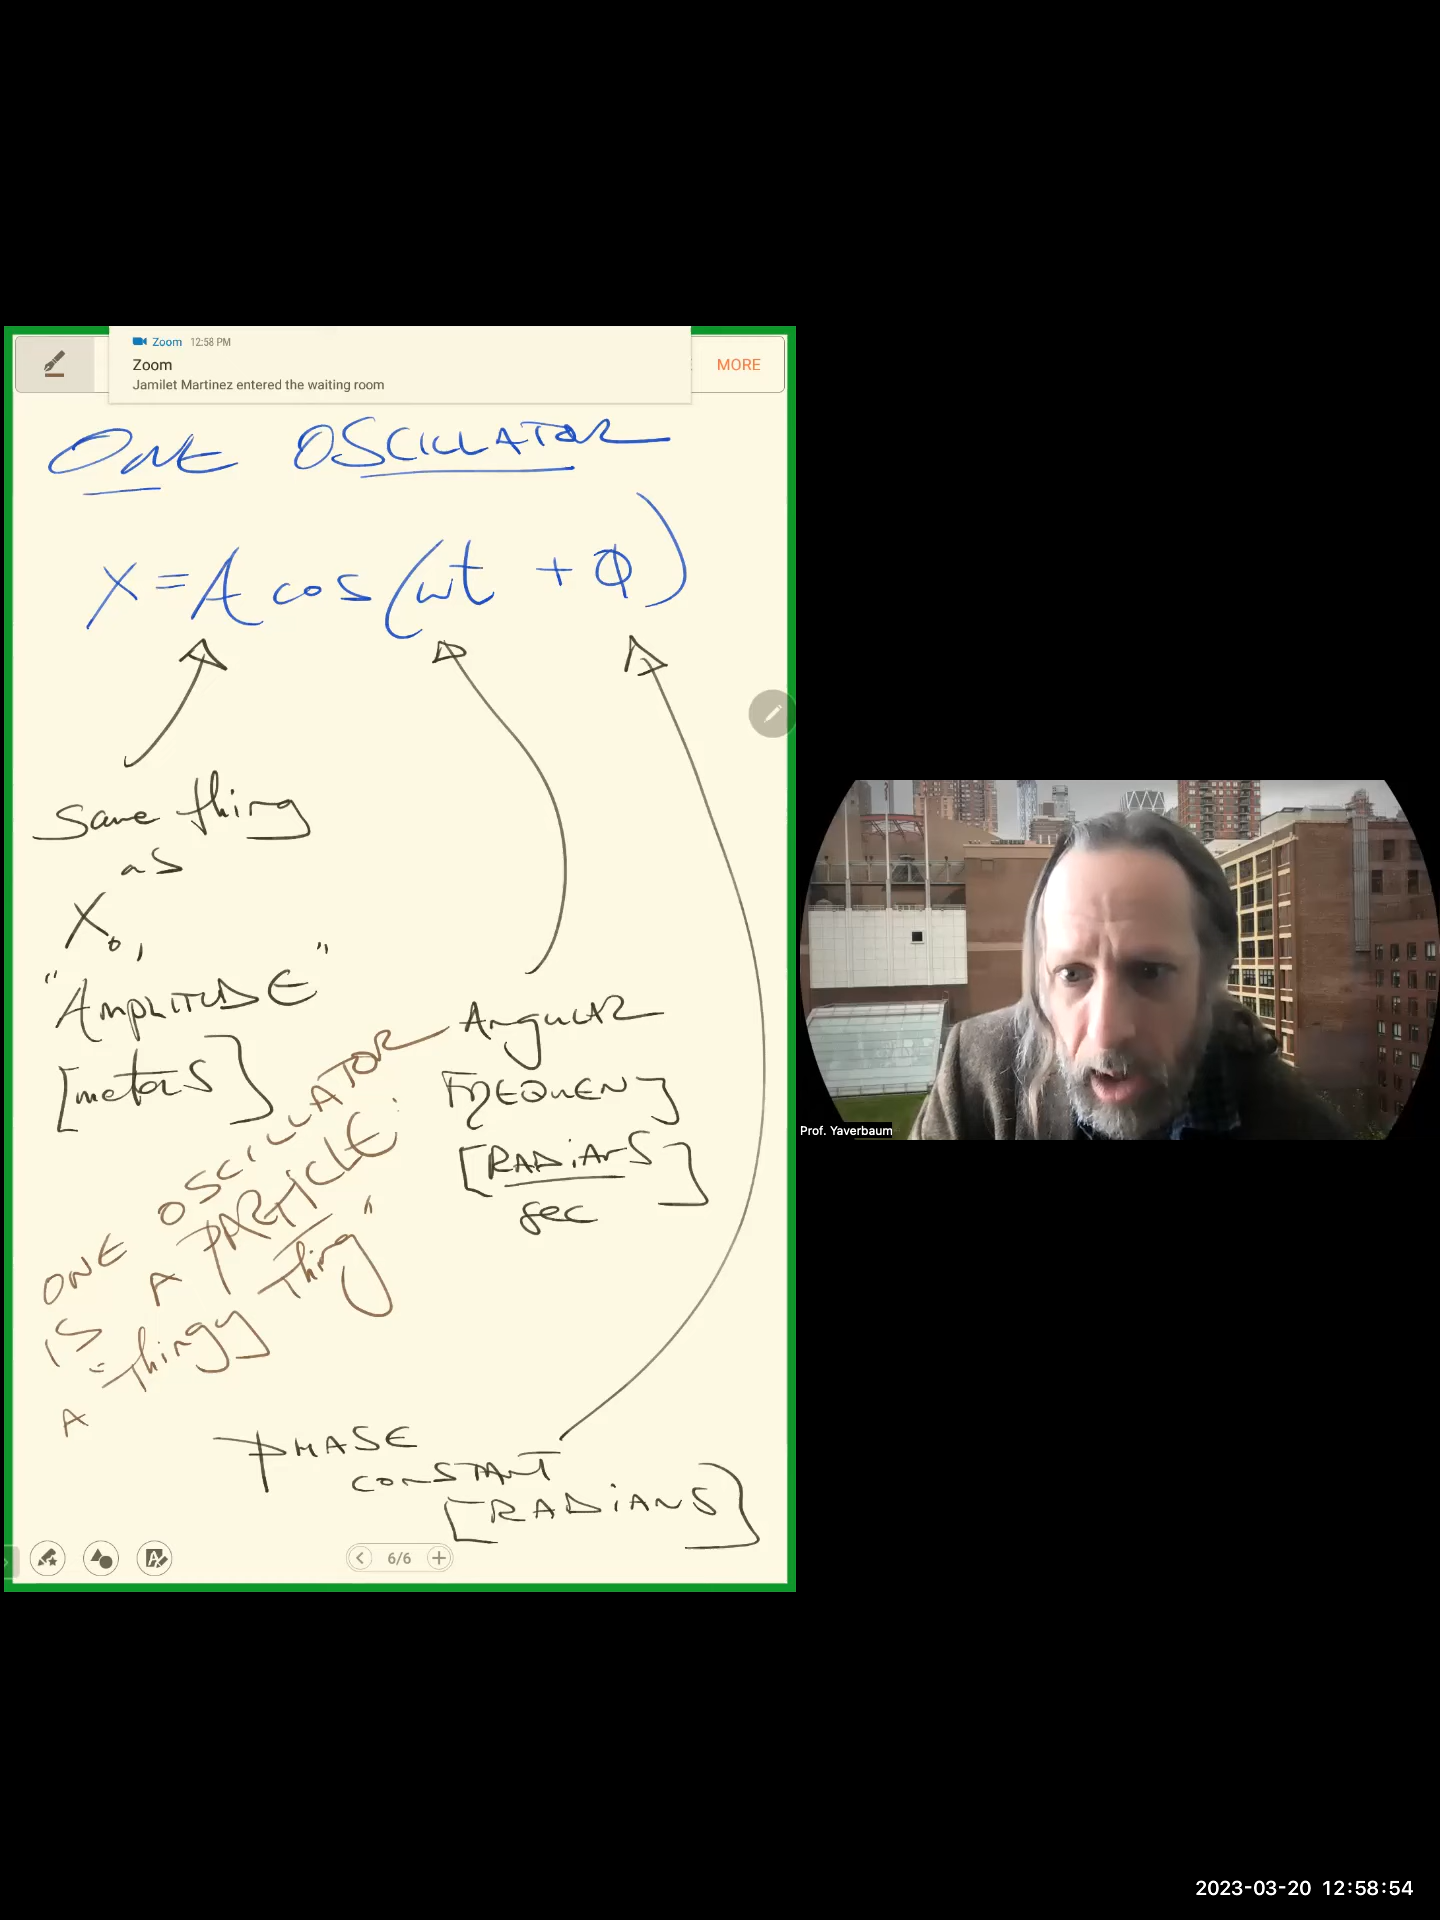 Zoom 12:58 PM
Zoom
Jamilet Martinez entered the waiting room
MORE
ONE OSCILLATOR
X = A cos(ωt + Φ)
Same thing
as
X₀,
"AMPLITUDE"
[meters]
Angular
FREQUENCY
[RADIANS
sec]
ONE OSCILLATOR
IS A PARTICLE:
A "Thingy Thing"
PHASE
CONSTANT
[RADIANS]
6/6
Prof. Yaverbaum
2023-03-20 12:58:54